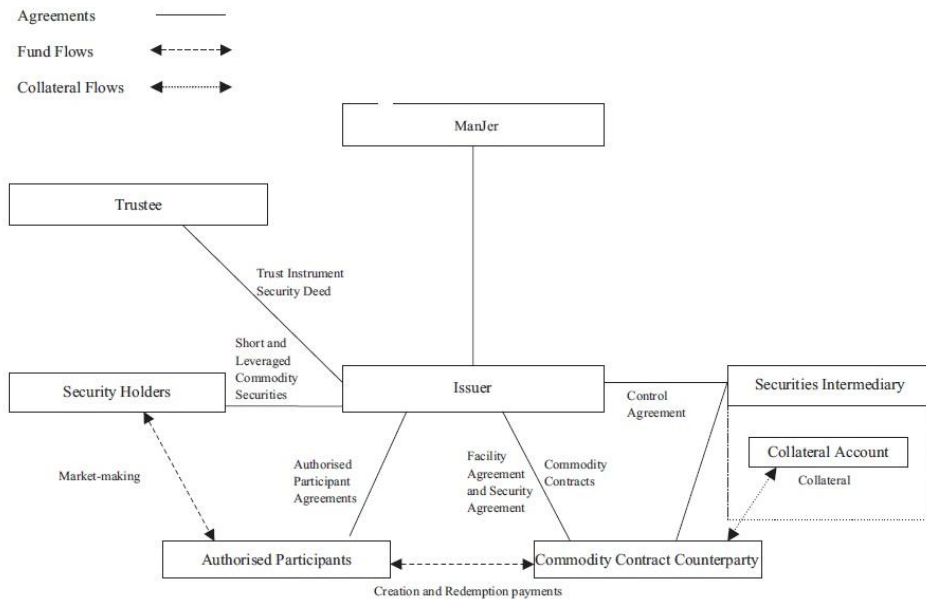 Agreements
Fund Flows
Collateral Flows
ManJer
Trustee
Trust Instrument
Security Deed
Short and
Leveraged
Commodity
Securities
Security Holders
Issuer
Securities Intermediary
Control
Agreement
Collateral Account
Collateral
Market-making
Authorised
Participant
Agreements
Facility
Agreement
and Security
Agreement
Commodity
Contracts
Authorised Participants
Commodity Contract Counterparty
Creation and Redemption payments